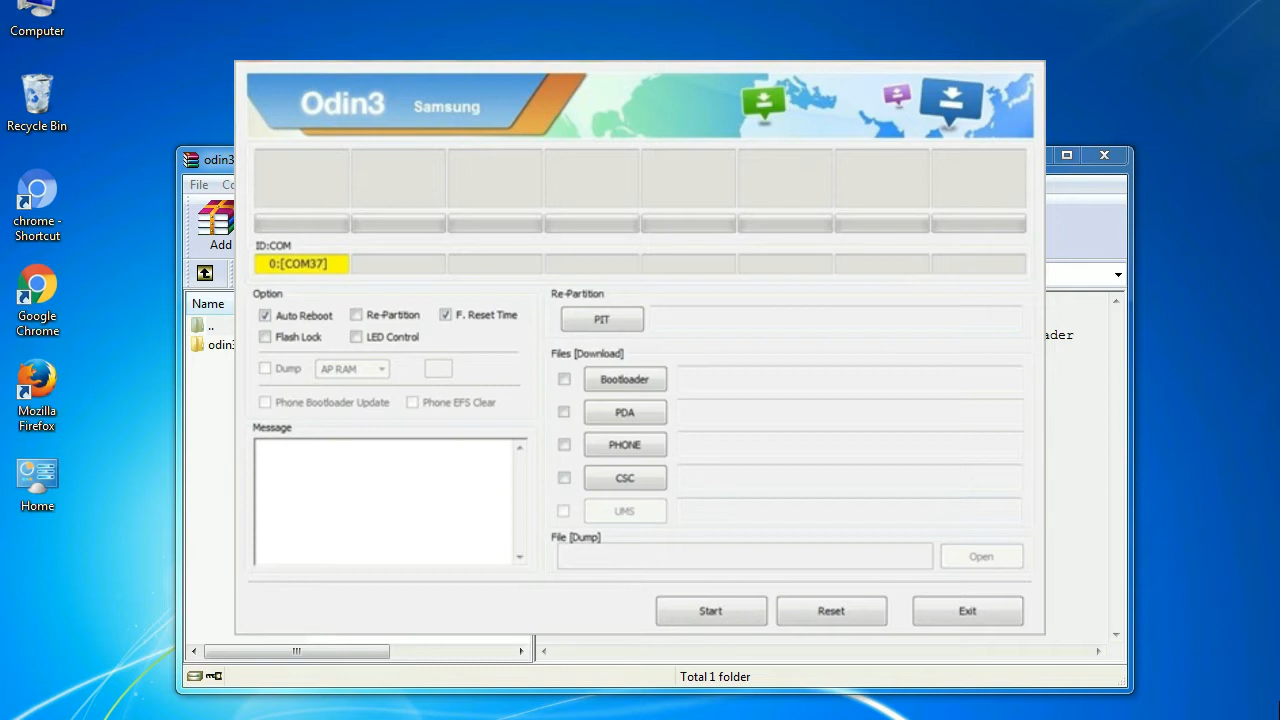 Computer
Recycle Bin
chrome -
Shortcut
Google
Chrome
Mozilla
Firefox
Home
odin3
File
Add
Name
..
odin3
Total 1 folder
Odin3 Samsung
ID:COM
0:[COM37]
Option
Auto Reboot Re-Partition F. Reset Time
Flash Lock LED Control
Dump AP RAM
Phone Bootloader Update Phone EFS Clear
Message
Re-Partition
PIT
Files [Download]
Bootloader
PDA
PHONE
CSC
UMS
File [Dump]
Open
Start Reset Exit